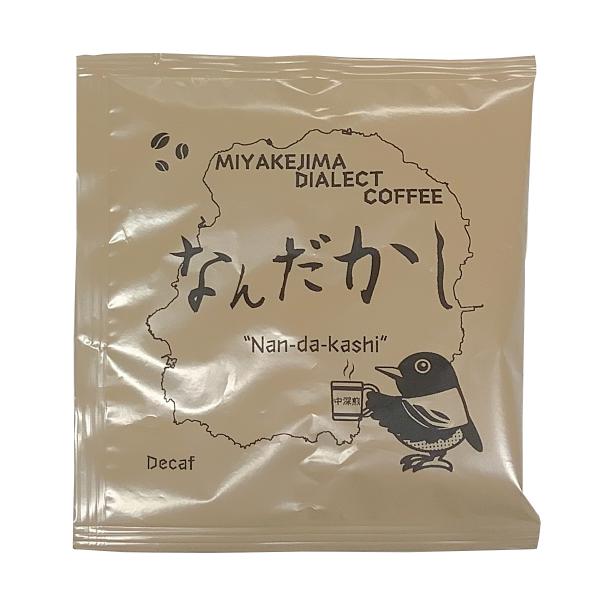 MIYAKEJIMA
DIALECT
COFFEE
なんだかし
"Nan-da-kashi"
中深煎
Decaf